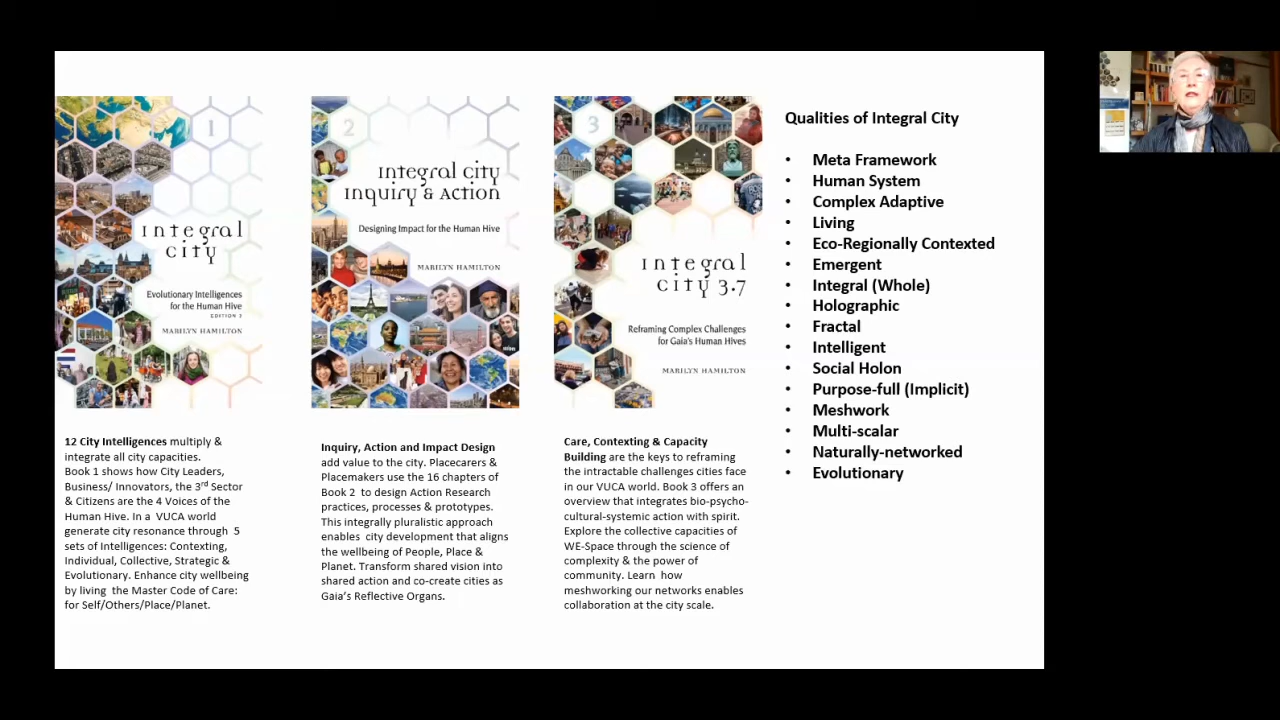 1
Integral
City
Evolutionary Intelligences
for the Human Hive
EDITION 2
MARILYN HAMILTON
12 City Intelligences multiply &
integrate all city capacities.
Book 1 shows how City Leaders,
Business/ Innovators, the 3rd Sector
& Citizens are the 4 Voices of the
Human Hive. In a VUCA world
generate city resonance through 5
sets of Intelligences: Contexting,
Individual, Collective, Strategic &
Evolutionary. Enhance city wellbeing
by living the Master Code of Care:
for Self/Others/Place/Planet.
2
Integral City
Inquiry & Action
Designing Impact for the Human Hive
MARILYN HAMILTON
Inquiry, Action and Impact Design
add value to the city. Placecarers &
Placemakers use the 16 chapters of
Book 2 to design Action Research
practices, processes & prototypes.
This integrally pluralistic approach
enables city development that aligns
the wellbeing of People, Place &
Planet. Transform shared vision into
shared action and co-create cities as
Gaia's Reflective Organs.
3
Integral
City 3.7
Reframing Complex Challenges
for Gaia's Human Hives
MARILYN HAMILTON
Care, Contexting & Capacity
Building are the keys to reframing
the intractable challenges cities face
in our VUCA world. Book 3 offers an
overview that integrates bio-psycho-
cultural-systemic action with spirit.
Explore the collective capacities of
WE-Space through the science of
complexity & the power of
community. Learn how
meshworking our networks enables
collaboration at the city scale.
Qualities of Integral City
• Meta Framework
• Human System
• Complex Adaptive
• Living
• Eco-Regionally Contexted
• Emergent
• Integral (Whole)
• Holographic
• Fractal
• Intelligent
• Social Holon
• Purpose-full (Implicit)
• Meshwork
• Multi-scalar
• Naturally-networked
• Evolutionary